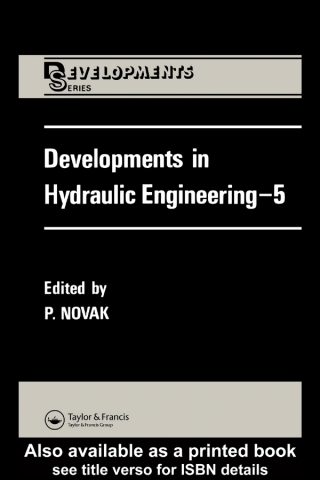 DEVELOPMENTS
SERIES
Developments in
Hydraulic Engineering–5
Edited by
P. NOVAK
Taylor & Francis
Taylor & Francis Group
Also available as a printed book
see title verso for ISBN details